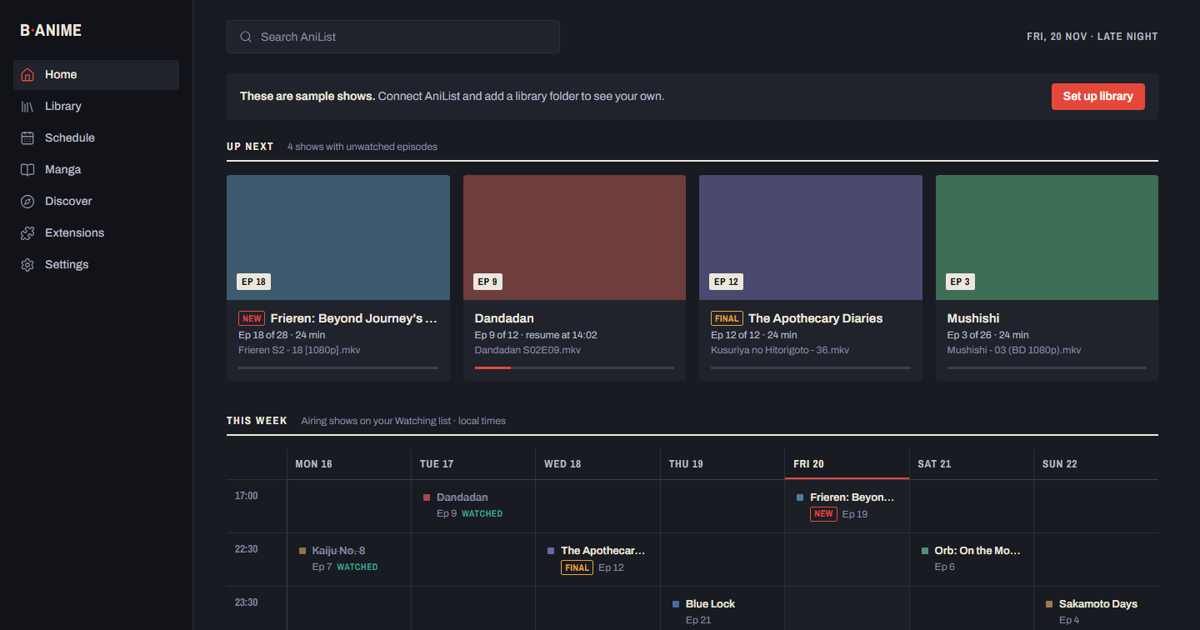 B·ANIME
Home
Library
Schedule
Manga
Discover
Extensions
Settings
Search AniList
FRI, 20 NOV · LATE NIGHT
These are sample shows. Connect AniList and add a library folder to see your own.
Set up library
UP NEXT 4 shows with unwatched episodes
EP 18
NEW Frieren: Beyond Journey's ...
Ep 18 of 28 · 24 min
Frieren S2 - 18 [1080p].mkv
EP 9
Dandadan
Ep 9 of 12 · resume at 14:02
Dandadan S02E09.mkv
EP 12
FINAL The Apothecary Diaries
Ep 12 of 12 · 24 min
Kusuriya no Hitorigoto - 36.mkv
EP 3
Mushishi
Ep 3 of 26 · 24 min
Mushishi - 03 (BD 1080p).mkv
THIS WEEK Airing shows on your Watching list · local times
MON 16 TUE 17 WED 18 THU 19 FRI 20 SAT 21 SUN 22
17:00
Dandadan
Ep 9 WATCHED
Frieren: Beyon...
NEW Ep 19
22:30
Kaiju No. 8
Ep 7 WATCHED
The Apothecar...
FINAL Ep 12
Orb: On the Mo...
Ep 6
23:30
Blue Lock
Ep 21
Sakamoto Days
Ep 4